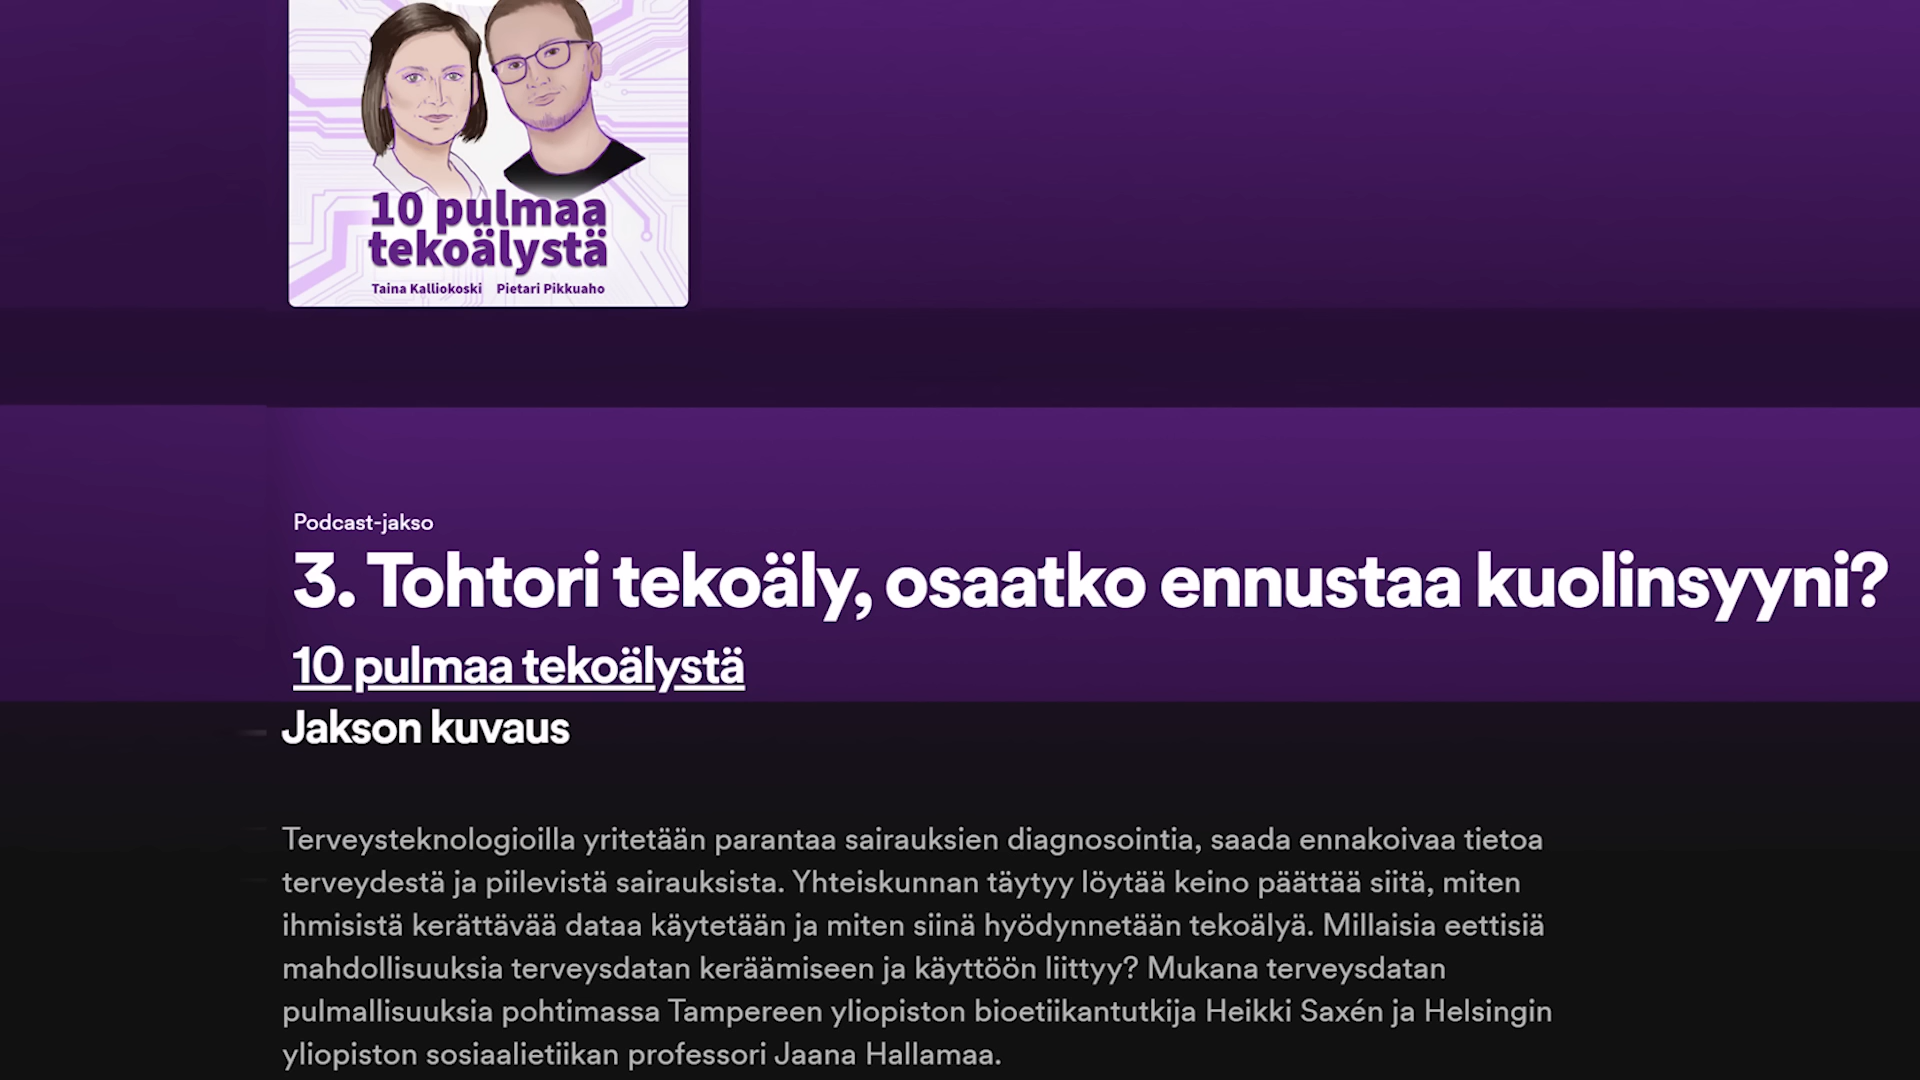 10 pulmaa
tekoälystä
Taina Kalliokoski Pietari Pikkuaho
Podcast-jakso
3. Tohtori tekoäly, osaatko ennustaa kuolinsyyni?
10 pulmaa tekoälystä
Jakson kuvaus
Terveysteknologioilla yritetään parantaa sairauksien diagnosointia, saada ennakoivaa tietoa
terveydestä ja piilevistä sairauksista. Yhteiskunnan täytyy löytää keino päättää siitä, miten
ihmisistä kerättävää dataa käytetään ja miten siinä hyödynnetään tekoälyä. Millaisia eettisiä
mahdollisuuksia terveysdatan keräämiseen ja käyttöön liittyy? Mukana terveysdatan
pulmallisuuksia pohtimassa Tampereen yliopiston bioetiikantutkija Heikki Saxén ja Helsingin
yliopiston sosiaalietiikan professori Jaana Hallamaa.